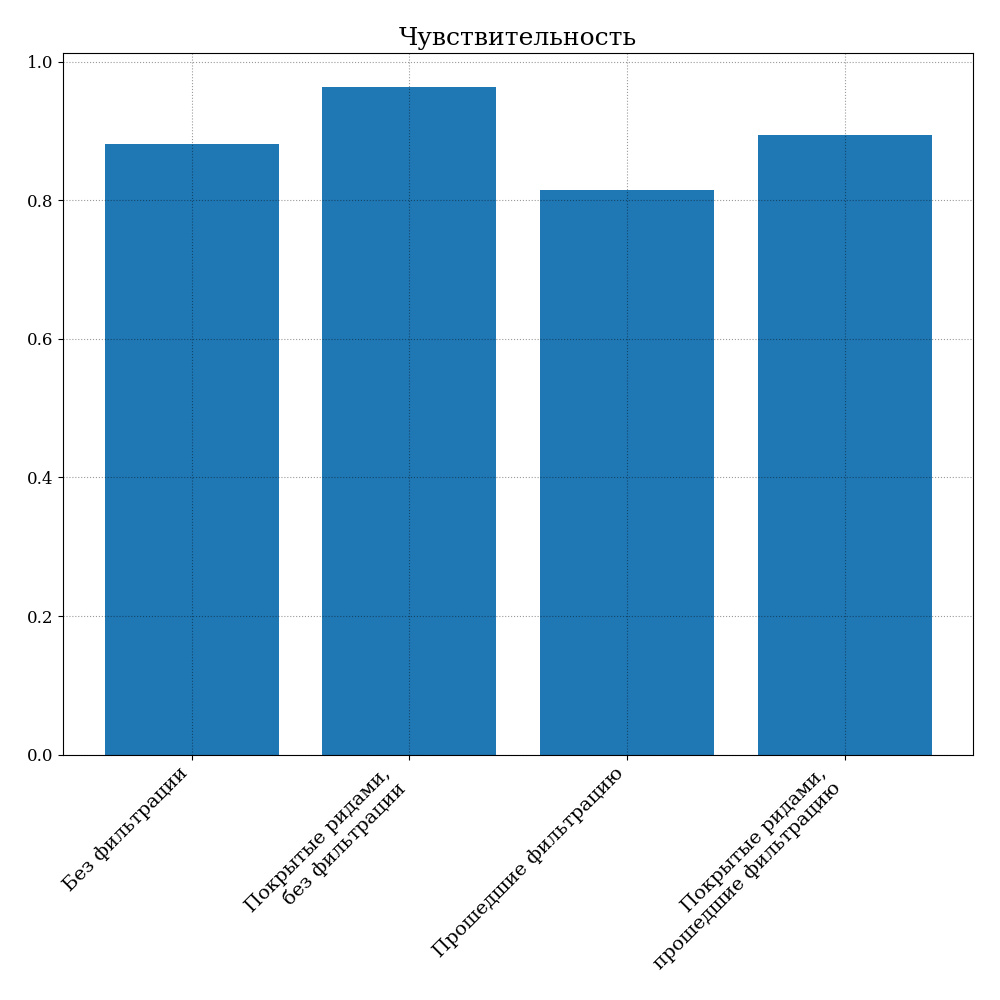 Чувствительность
1.0
0.8
0.6
0.4
0.2
0.0
Без фильтрации
Покрытые ридами,
без фильтрации
Прошедшие фильтрацию
Покрытые ридами,
прошедшие фильтрацию